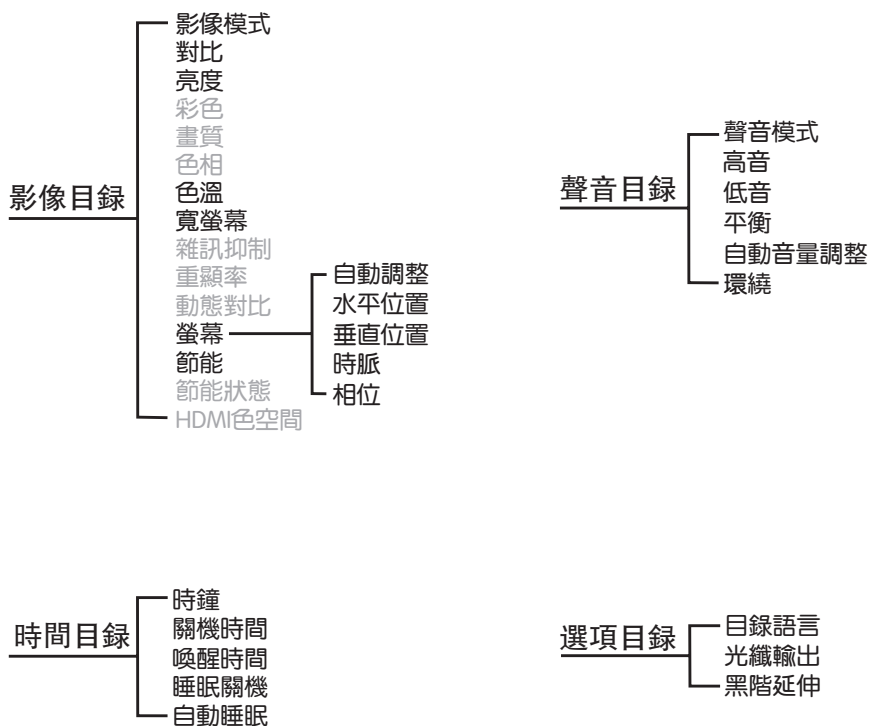 影像目錄
影像模式
對比
亮度
彩色
畫質
色相
色溫
寬螢幕
雜訊抑制
重顯率
動態對比
螢幕
節能
節能狀態
HDMI色空間
自動調整
水平位置
垂直位置
時脈
相位
聲音目錄
聲音模式
高音
低音
平衡
自動音量調整
環繞
時間目錄
時鐘
關機時間
喚醒時間
睡眠關機
自動睡眠
選項目錄
目錄語言
光纖輸出
黑階延伸